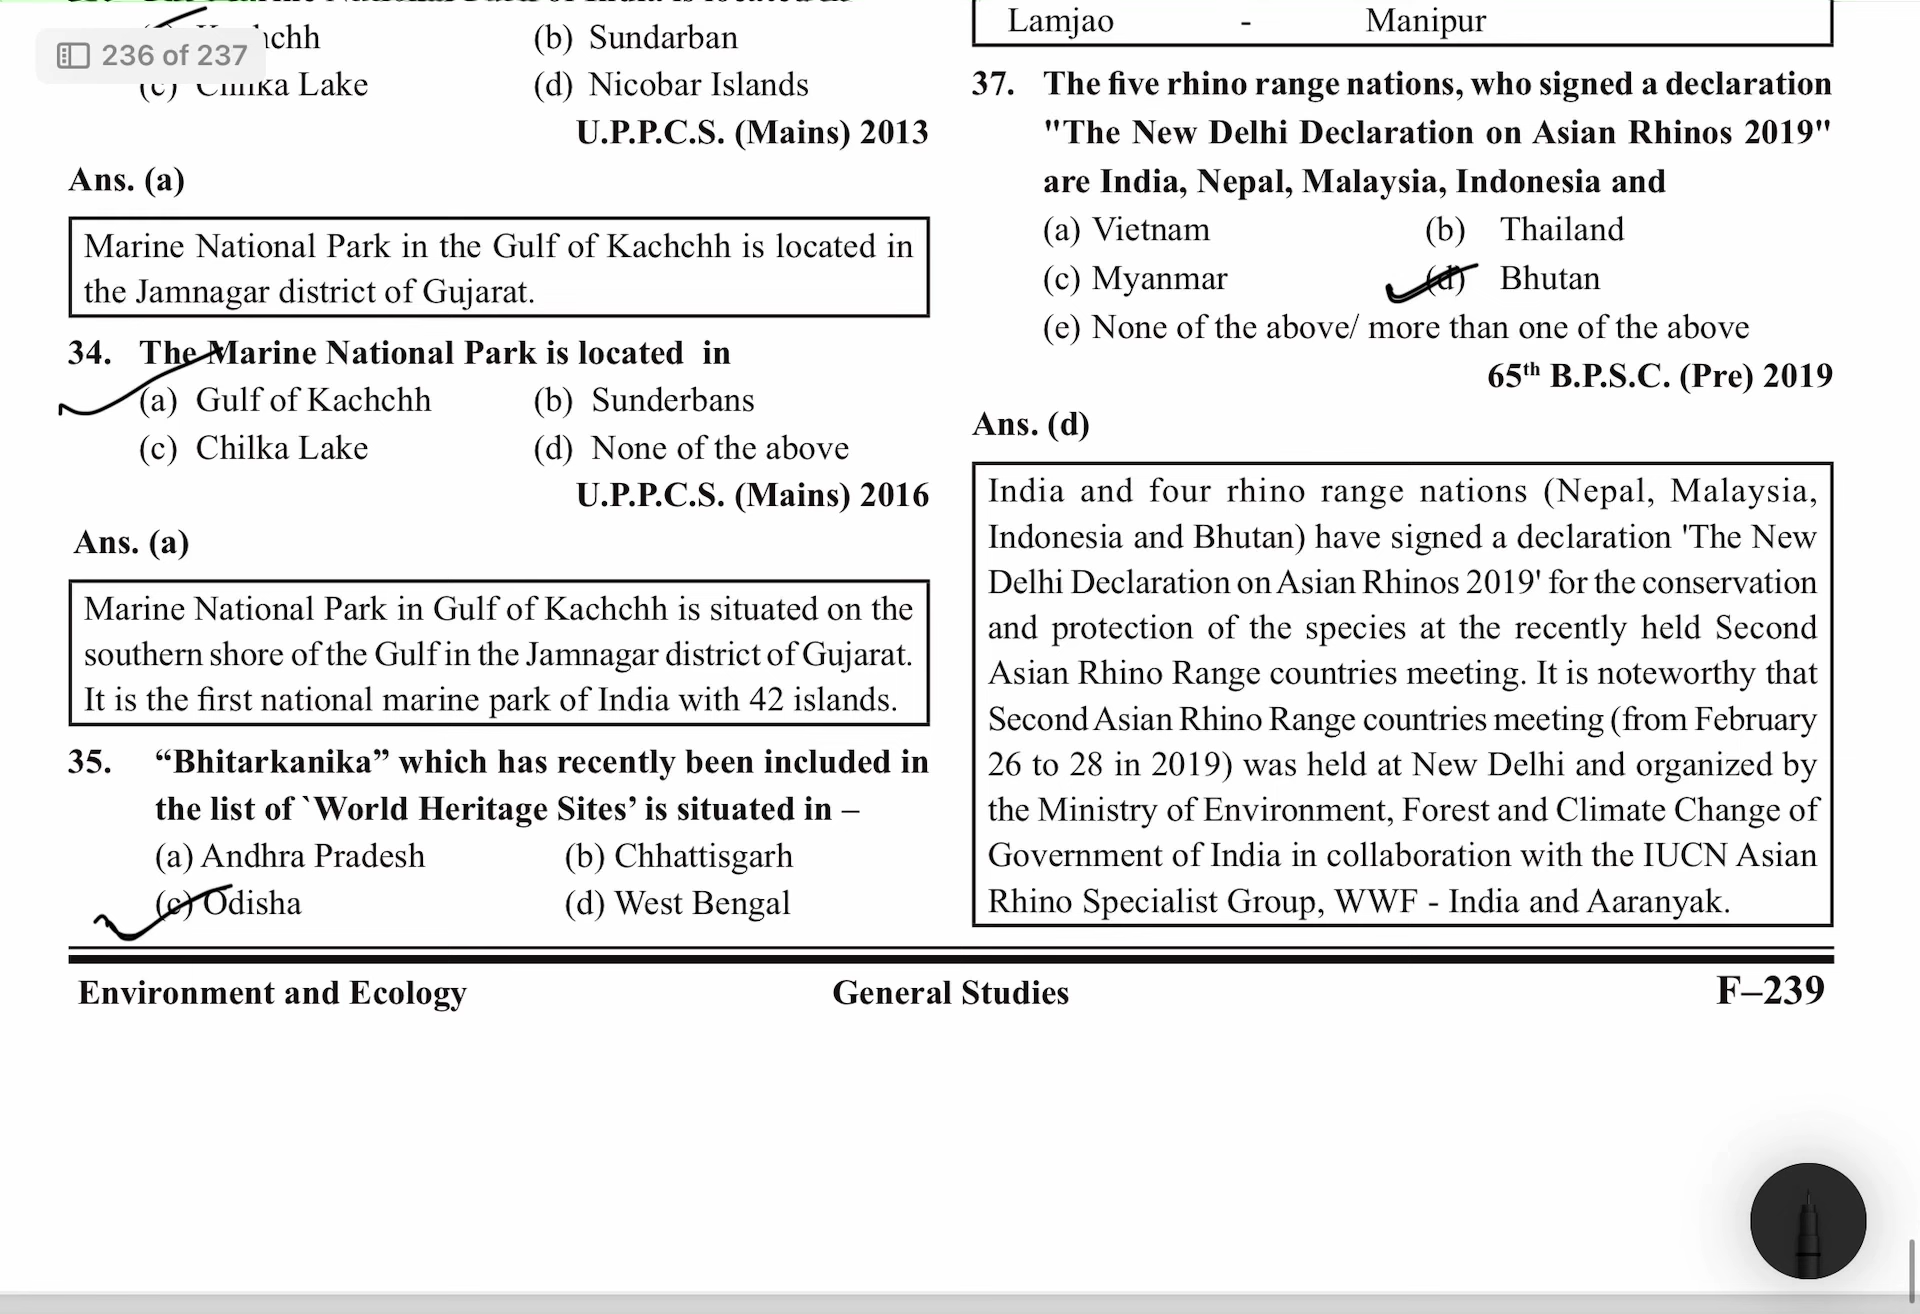 236 of 237
hchh (b) Sundarban
(c) Chilka Lake (d) Nicobar Islands
U.P.P.C.S. (Mains) 2013
Ans. (a)
Marine National Park in the Gulf of Kachchh is located in
the Jamnagar district of Gujarat.
34. The Marine National Park is located in
(a) Gulf of Kachchh (b) Sunderbans
(c) Chilka Lake (d) None of the above
U.P.P.C.S. (Mains) 2016
Ans. (a)
Marine National Park in Gulf of Kachchh is situated on the
southern shore of the Gulf in the Jamnagar district of Gujarat.
It is the first national marine park of India with 42 islands.
35. “Bhitarkanika” which has recently been included in
the list of `World Heritage Sites’ is situated in –
(a) Andhra Pradesh (b) Chhattisgarh
(c) Odisha (d) West Bengal
Lamjao - Manipur
37. The five rhino range nations, who signed a declaration
"The New Delhi Declaration on Asian Rhinos 2019"
are India, Nepal, Malaysia, Indonesia and
(a) Vietnam (b) Thailand
(c) Myanmar (d) Bhutan
(e) None of the above/ more than one of the above
65th B.P.S.C. (Pre) 2019
Ans. (d)
India and four rhino range nations (Nepal, Malaysia,
Indonesia and Bhutan) have signed a declaration 'The New
Delhi Declaration on Asian Rhinos 2019' for the conservation
and protection of the species at the recently held Second
Asian Rhino Range countries meeting. It is noteworthy that
Second Asian Rhino Range countries meeting (from February
26 to 28 in 2019) was held at New Delhi and organized by
the Ministry of Environment, Forest and Climate Change of
Government of India in collaboration with the IUCN Asian
Rhino Specialist Group, WWF - India and Aaranyak.
Environment and Ecology General Studies F–239